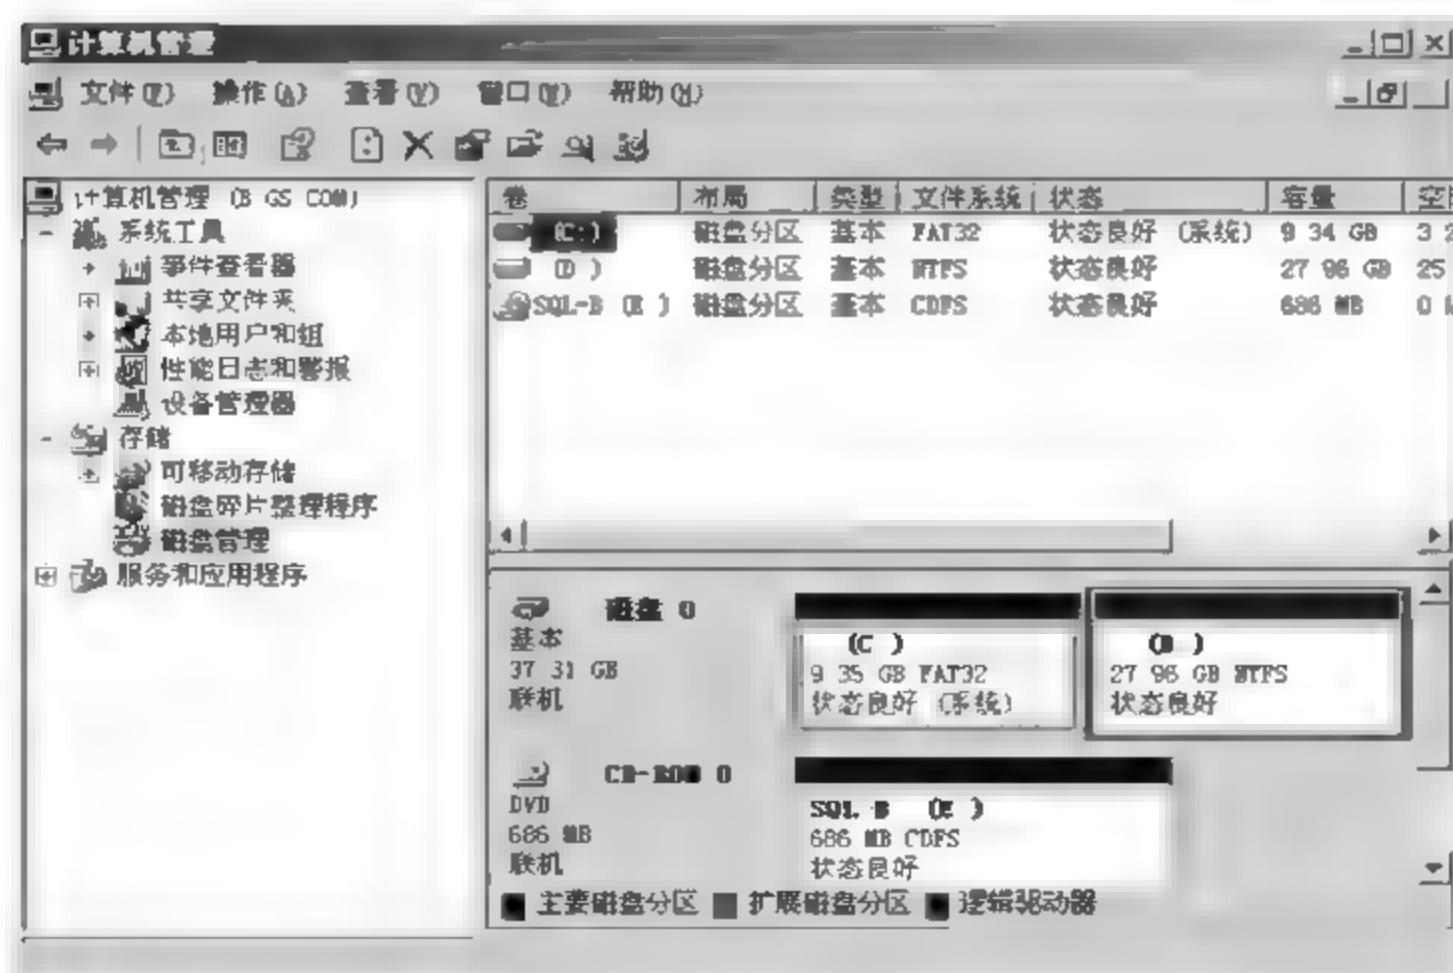 计算机管理
文件(F) 操作(A) 查看(V) 窗口(W) 帮助(H)
计算机管理 (B GS COM)
系统工具
事件查看器
共享文件夹
本地用户和组
性能日志和警报
设备管理器
存储
可移动存储
磁盘碎片整理程序
磁盘管理
服务和应用程序
卷 布局 类型 文件系统 状态 容量
(C:) 磁盘分区 基本 FAT32 状态良好 (系统) 9 34 GB 3 2
(D ) 磁盘分区 基本 NTFS 状态良好 27 96 GB 25
SQL-B (E ) 磁盘分区 基本 CDFS 状态良好 686 MB 0
磁盘 0
基本
37 31 GB
联机
(C )
9 35 GB FAT32
状态良好 (系统)
(D )
27 96 GB NTFS
状态良好
CD-ROM 0
DVD
686 MB
联机
SQL B (E )
686 MB CDFS
状态良好
主要磁盘分区 扩展磁盘分区 逻辑驱动器